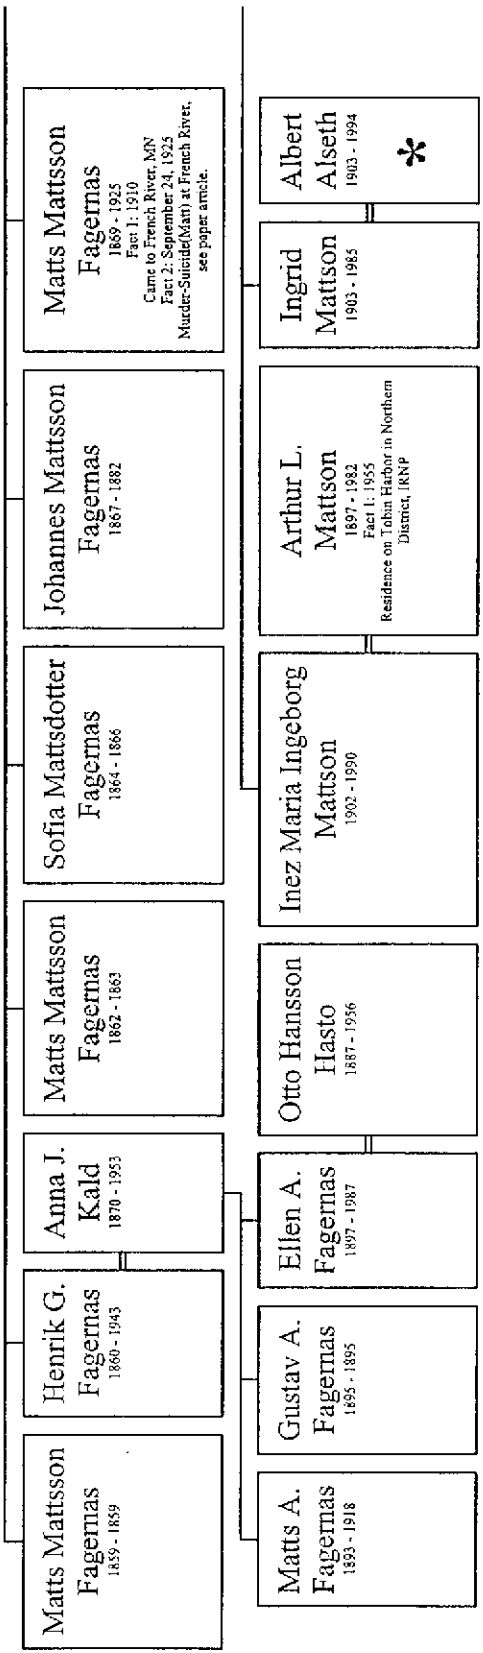 Matts Mattsson
Fagernas
1859 - 1859
Henrik G.
Fagernas
1860 - 1943
Anna J.
Kald
1870 - 1953
Matts Mattsson
Fagernas
1862 - 1863
Sofia Mattsdotter
Fagernas
1864 - 1866
Johannes Mattsson
Fagernas
1867 - 1882
Matts Mattsson
Fagernas
1869 - 1925
Fact 1: 1910
Came to French River, MN
Fact 2: September 24, 1925
Murder-Suicide(Matt) at French River,
see paper article.
Matts A.
Fagernas
1893 - 1918
Gustav A.
Fagernas
1895 - 1895
Ellen A.
Fagernas
1897 - 1987
Otto Hansson
Hasto
1887 - 1956
Inez Maria Ingeborg
Mattson
1902 - 1990
Arthur L.
Mattson
1897 - 1982
Fact 1: 1955
Residence on Tobin Harbor in Northern
District, IRNP
Ingrid
Mattson
1903 - 1985
Albert
Alseth
1903 - 1994
*